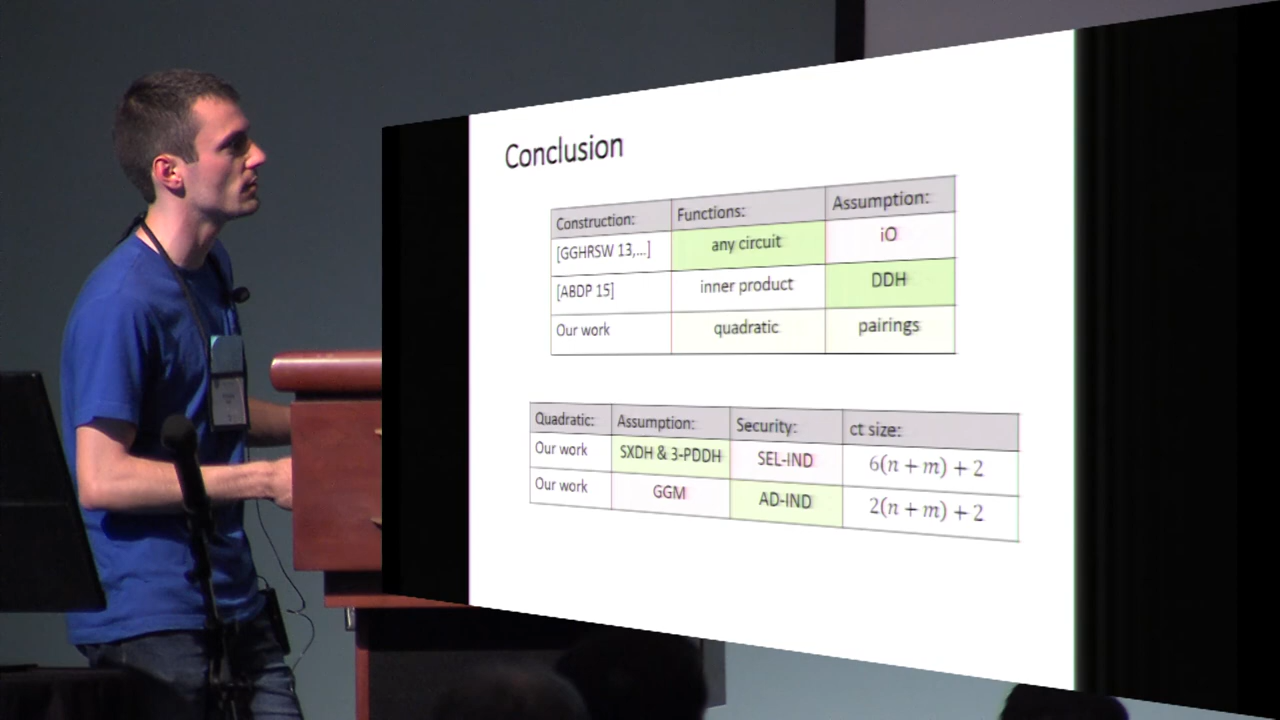 Conclusion
Construction: Functions: Assumption:
[GGHRSW 13,...] any circuit iO
[ABDP 15] inner product DDH
Our work quadratic pairings
Quadratic: Assumption: Security: ct size:
Our work SXDH & 3-PDDH SEL-IND 6(n + m) + 2
Our work GGM AD-IND 2(n + m) + 2